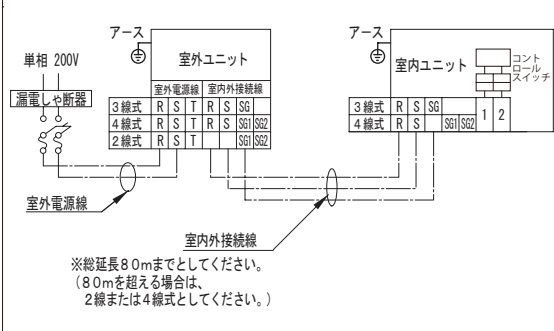 アース
室外ユニット
室外電源線 室内外接続線
3線式 R S T R S SG
4線式 R S T R S SG1 SG2
2線式 R S T SG1 SG2
単相 200V
漏電しゃ断器
室外電源線
アース
室内ユニット
コント
ロール
スイッチ
3線式 R S SG
4線式 R S SG1 SG2
1 2
室内外接続線
※総延長80mまでとしてください。
(80mを超える場合は、
2線または4線式としてください。)